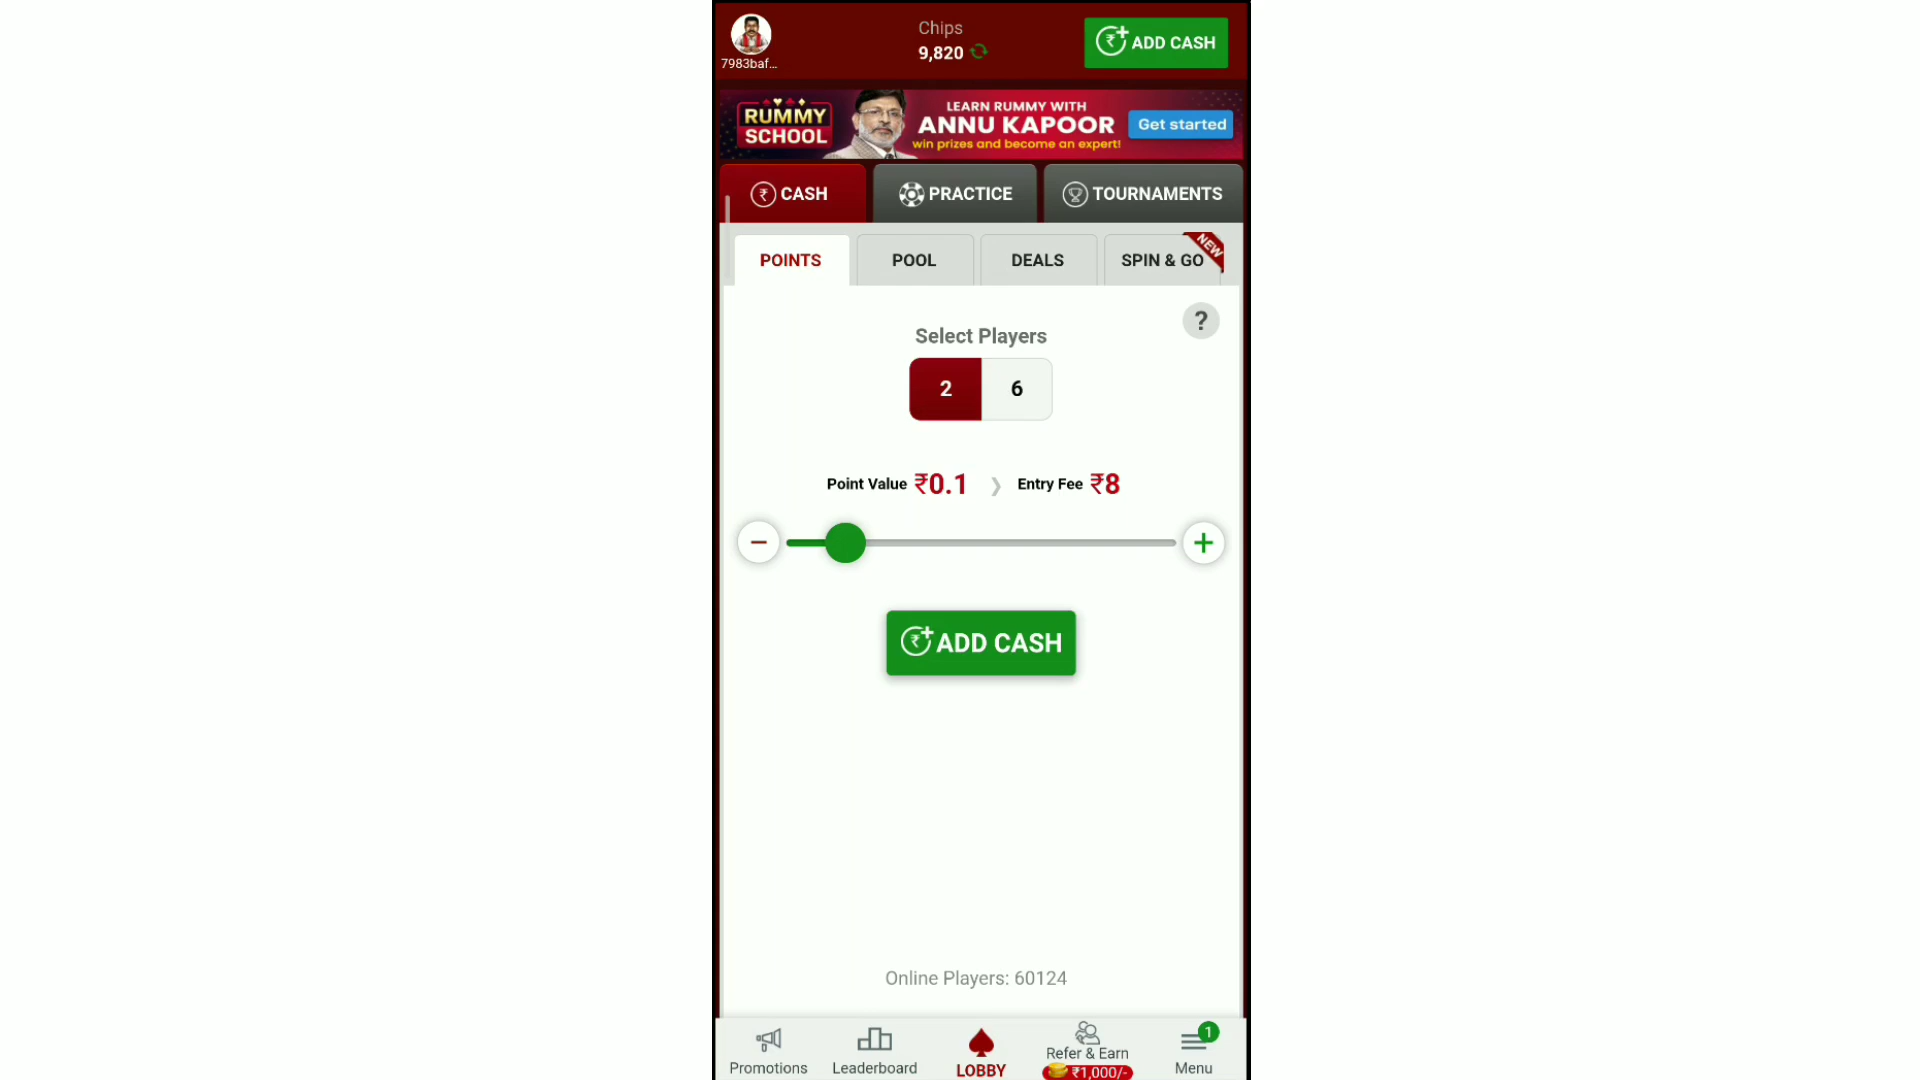 Chips
9,820
ADD CASH
7983baf...
RUMMY
SCHOOL
LEARN RUMMY WITH
ANNU KAPOOR
win prizes and become an expert!
Get started
CASH
PRACTICE
TOURNAMENTS
POINTS
POOL
DEALS
SPIN & GO
NEW
?
Select Players
2
6
Point Value ₹0.1
Entry Fee ₹8
ADD CASH
Online Players: 60124
Promotions
Leaderboard
LOBBY
Refer & Earn
₹1,000/-
1
Menu